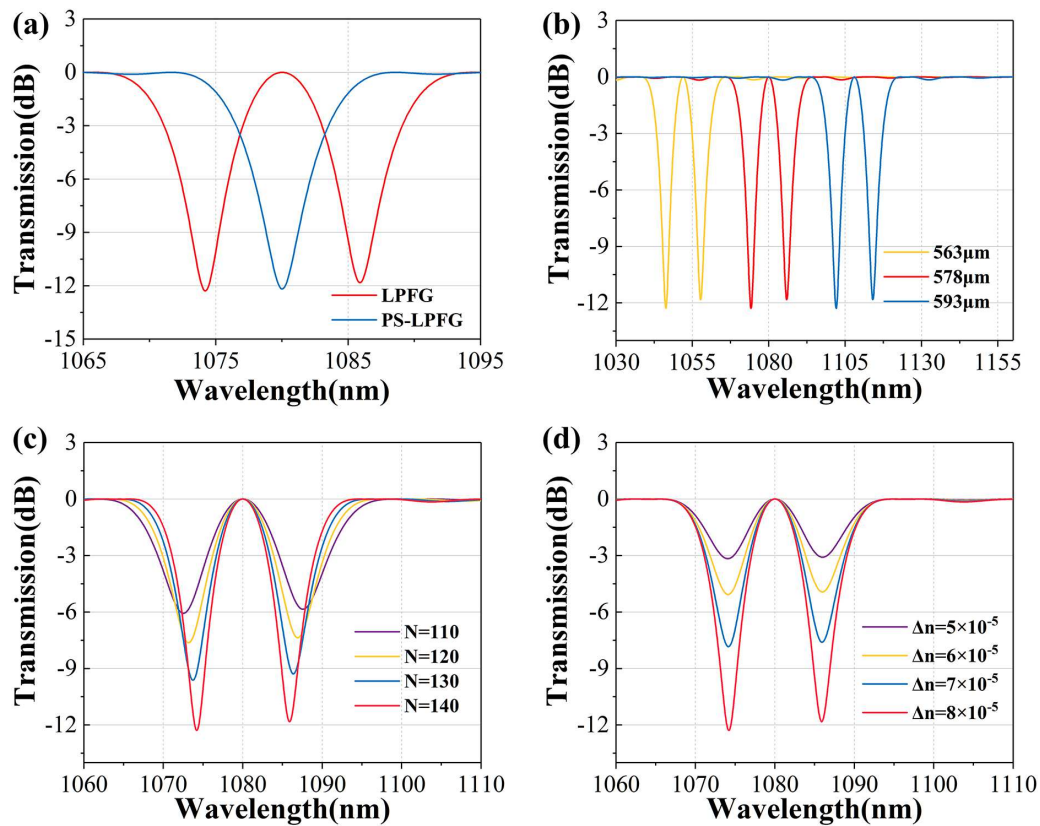 (a)
3
0
-3
-6
-9
-12
-15
Transmission(dB)
LPFG
PS-LPFG
1065 1075 1085 1095
Wavelength(nm)
(b)
3
0
-3
-6
-9
-12
Transmission(dB)
563μm
578μm
593μm
1030 1055 1080 1105 1130 1155
Wavelength(nm)
(c)
3
0
-3
-6
-9
-12
Transmission(dB)
N=110
N=120
N=130
N=140
1060 1070 1080 1090 1100 1110
Wavelength(nm)
(d)
3
0
-3
-6
-9
-12
Transmission(dB)
Δn=5×10⁻⁵
Δn=6×10⁻⁵
Δn=7×10⁻⁵
Δn=8×10⁻⁵
1060 1070 1080 1090 1100 1110
Wavelength(nm)